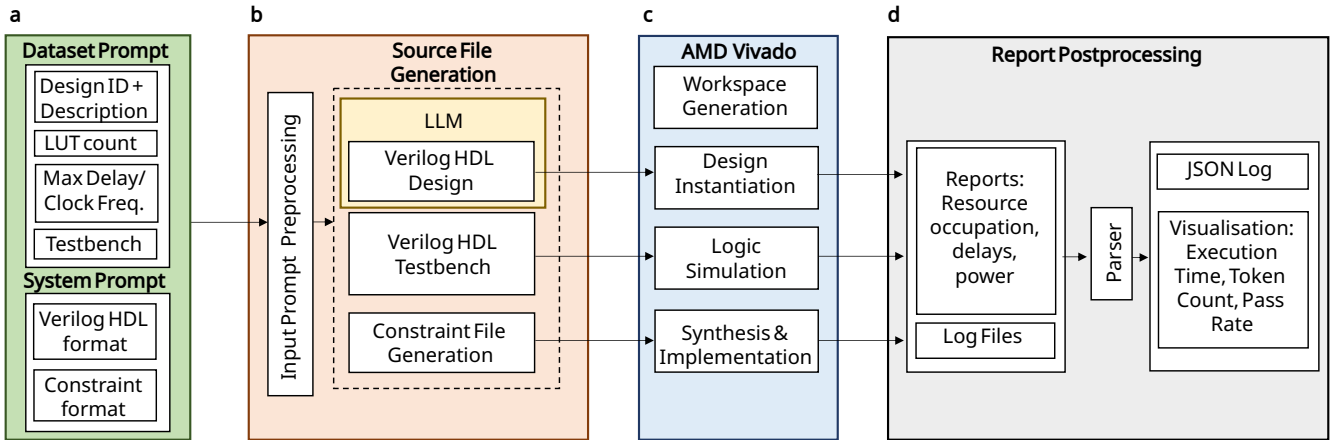 a
Dataset Prompt
Design ID +
Description
LUT count
Max Delay/
Clock Freq.
Testbench
System Prompt
Verilog HDL
format
Constraint
format
b
Source File
Generation
Input Prompt Preprocessing
LLM
Verilog HDL
Design
Verilog HDL
Testbench
Constraint File
Generation
c
AMD Vivado
Workspace
Generation
Design
Instantiation
Logic
Simulation
Synthesis &
Implementation
d
Report Postprocessing
Reports:
Resource
occupation,
delays,
power
Log Files
Parser
JSON Log
Visualisation:
Execution
Time, Token
Count, Pass
Rate